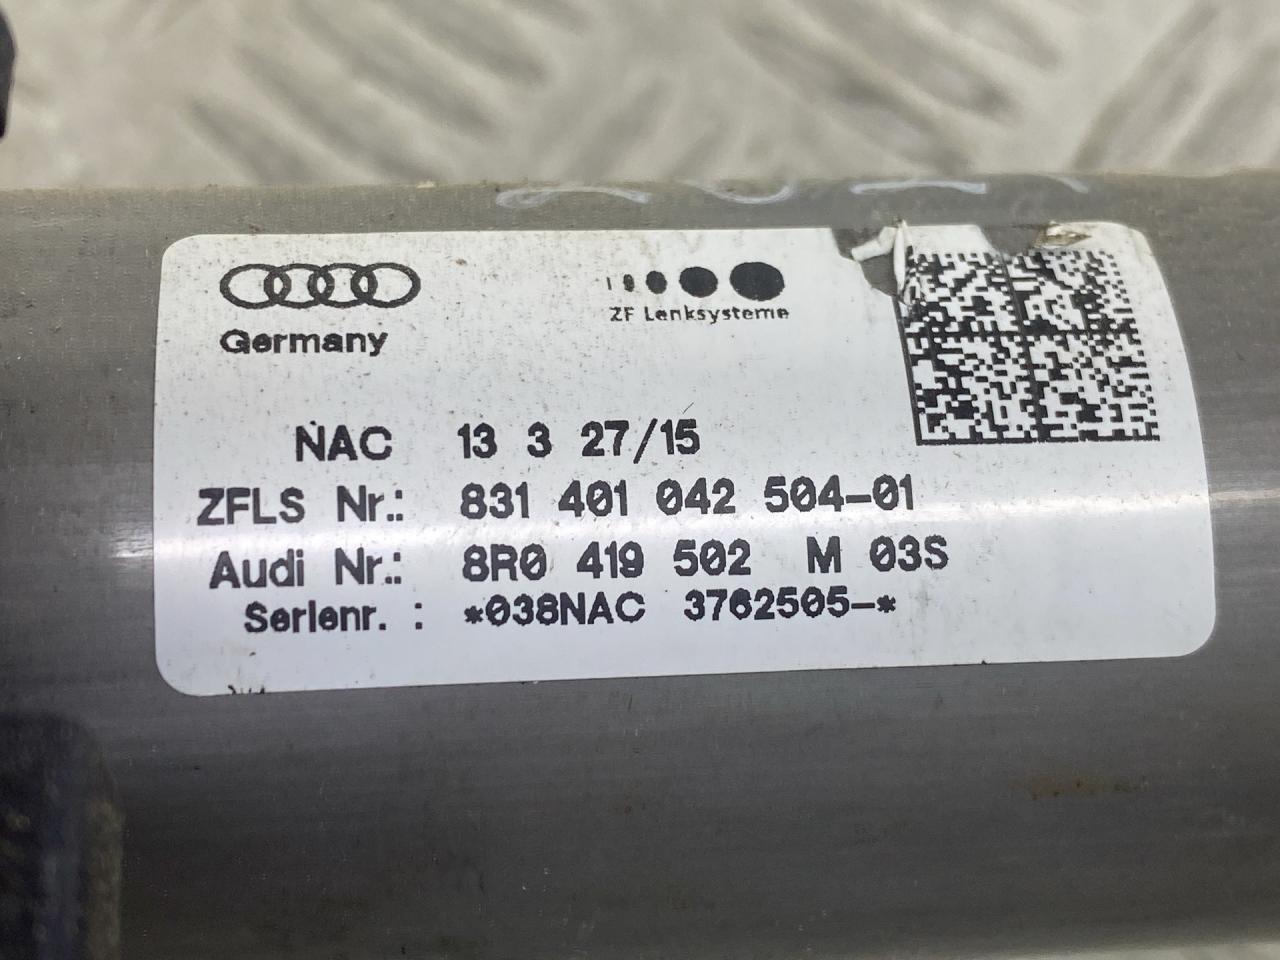 Germany
ZF Lenksysteme
NAC 13 3 27/15
ZFLS Nr.: 831 401 042 504-01
Audi Nr.: 8R0 419 502 M 03S
Serienr. : *038NAC 3762505-*